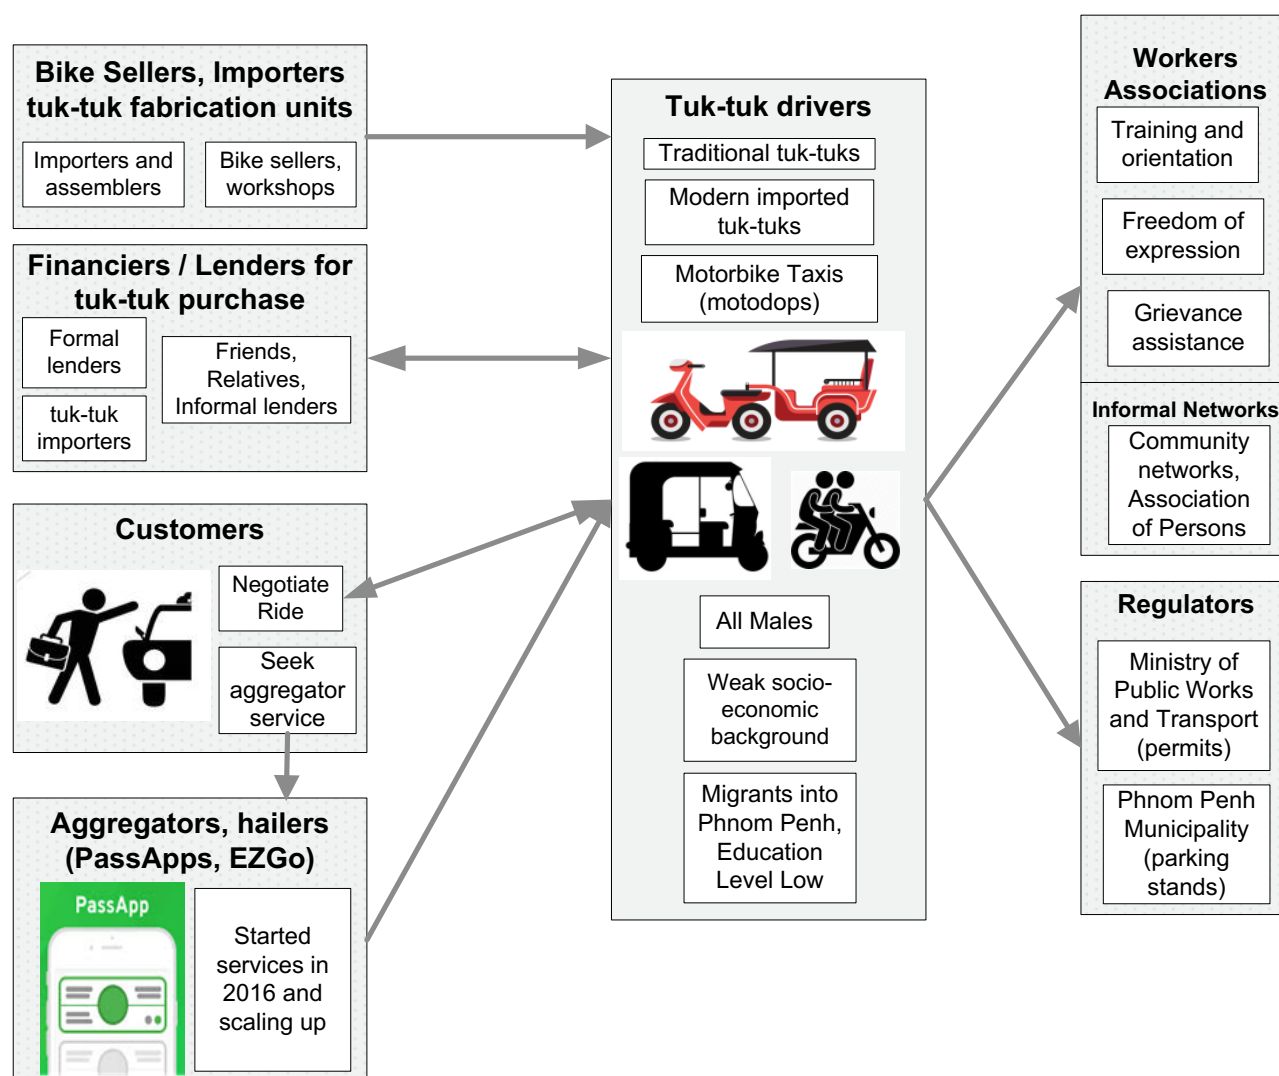 Bike Sellers, Importers
tuk-tuk fabrication units
Importers and
assemblers
Bike sellers,
workshops
Financiers / Lenders for
tuk-tuk purchase
Formal
lenders
Friends,
Relatives,
Informal lenders
tuk-tuk
importers
Customers
Negotiate
Ride
Seek
aggregator
service
Aggregators, hailers
(PassApps, EZGo)
PassApp
Started
services in
2016 and
scaling up
Tuk-tuk drivers
Traditional tuk-tuks
Modern imported
tuk-tuks
Motorbike Taxis
(motodops)
All Males
Weak socio-
economic
background
Migrants into
Phnom Penh,
Education
Level Low
Workers
Associations
Training and
orientation
Freedom of
expression
Grievance
assistance
Informal Networks
Community
networks,
Association
of Persons
Regulators
Ministry of
Public Works
and Transport
(permits)
Phnom Penh
Municipality
(parking
stands)